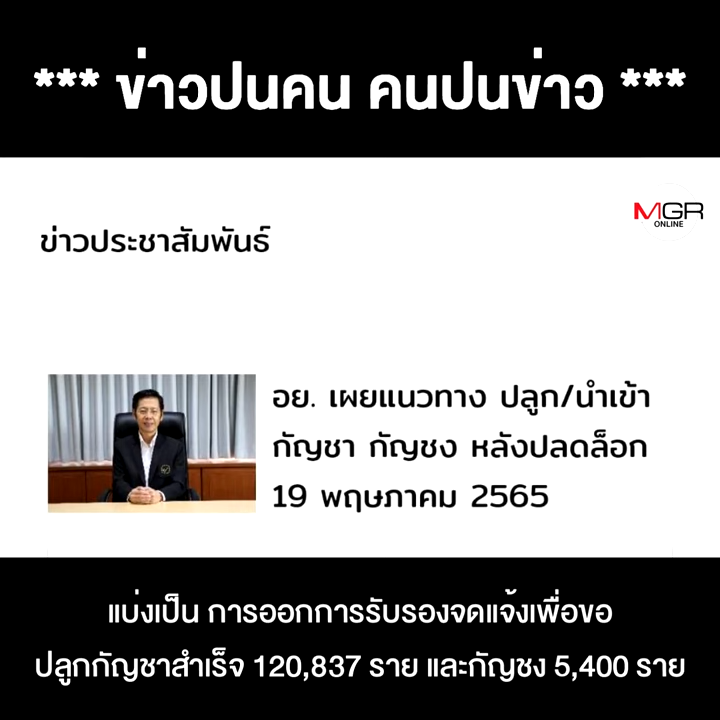 *** ข่าวปนคน คนปนข่าว ***
MGR
ONLINE
ข่าวประชาสัมพันธ์
อย. เผยแนวทาง ปลูก/นำเข้า
กัญชา กัญชง หลังปลดล็อก
19 พฤษภาคม 2565
แบ่งเป็น การออกการรับรองจดแจ้งเพื่อขอ
ปลูกกัญชาสำเร็จ 120,837 ราย และกัญชง 5,400 ราย